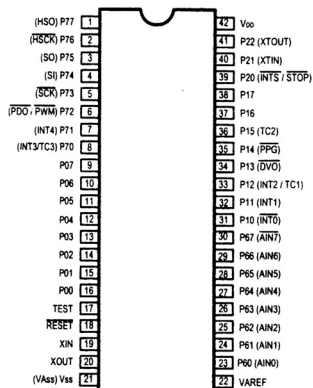 (HSO) P77 1
(HSCK) P76 2
(SO) P75 3
(SI) P74 4
(SCK) P73 5
(PDO / PWM) P72 6
(INT4) P71 7
(INT3/TC3) P70 8
P07 9
P06 10
P05 11
P04 12
P03 13
P02 14
P01 15
P00 16
TEST 17
RESET 18
XIN 19
XOUT 20
(VAss) Vss 21
42 VDD
41 P22 (XTOUT)
40 P21 (XTIN)
39 P20 (INT5 / STOP)
38 P17
37 P16
36 P15 (TC2)
35 P14 (PPG)
34 P13 (DVO)
33 P12 (INT2 / TC1)
32 P11 (INT1)
31 P10 (INT0)
30 P67 (AIN7)
29 P66 (AIN6)
28 P65 (AIN5)
27 P64 (AIN4)
26 P63 (AIN3)
25 P62 (AIN2)
24 P61 (AIN1)
23 P60 (AIN0)
22 VAREF